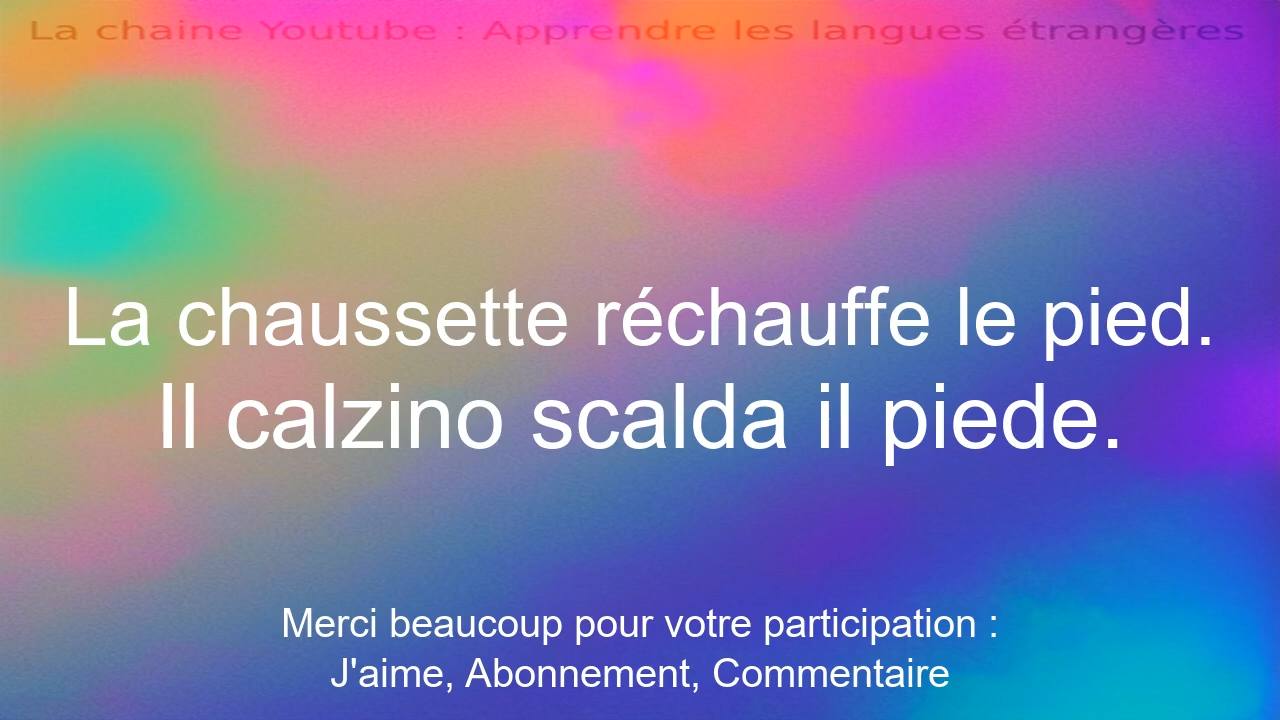 La chaine Youtube : Apprendre les langues étrangères
La chaussette réchauffe le pied.
Il calzino scalda il piede.
Merci beaucoup pour votre participation :
J'aime, Abonnement, Commentaire